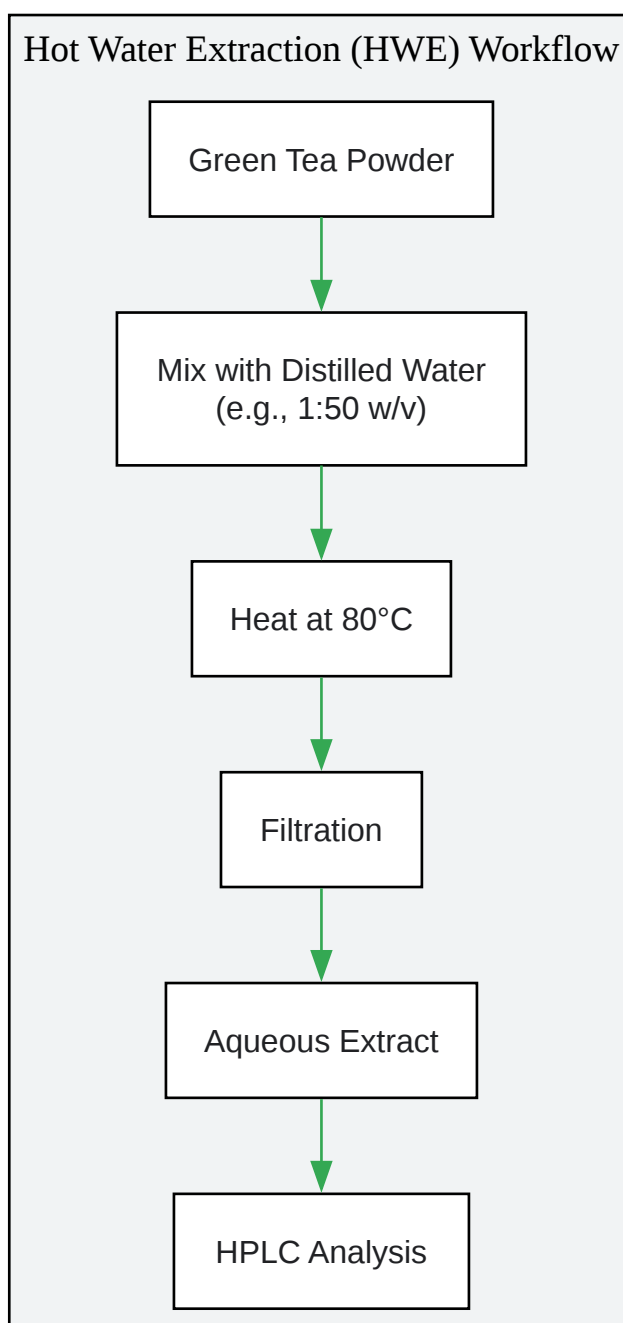 Hot Water Extraction (HWE) Workflow
Green Tea Powder
Mix with Distilled Water
(e.g., 1:50 w/v)
Heat at 80°C
Filtration
Aqueous Extract
HPLC Analysis